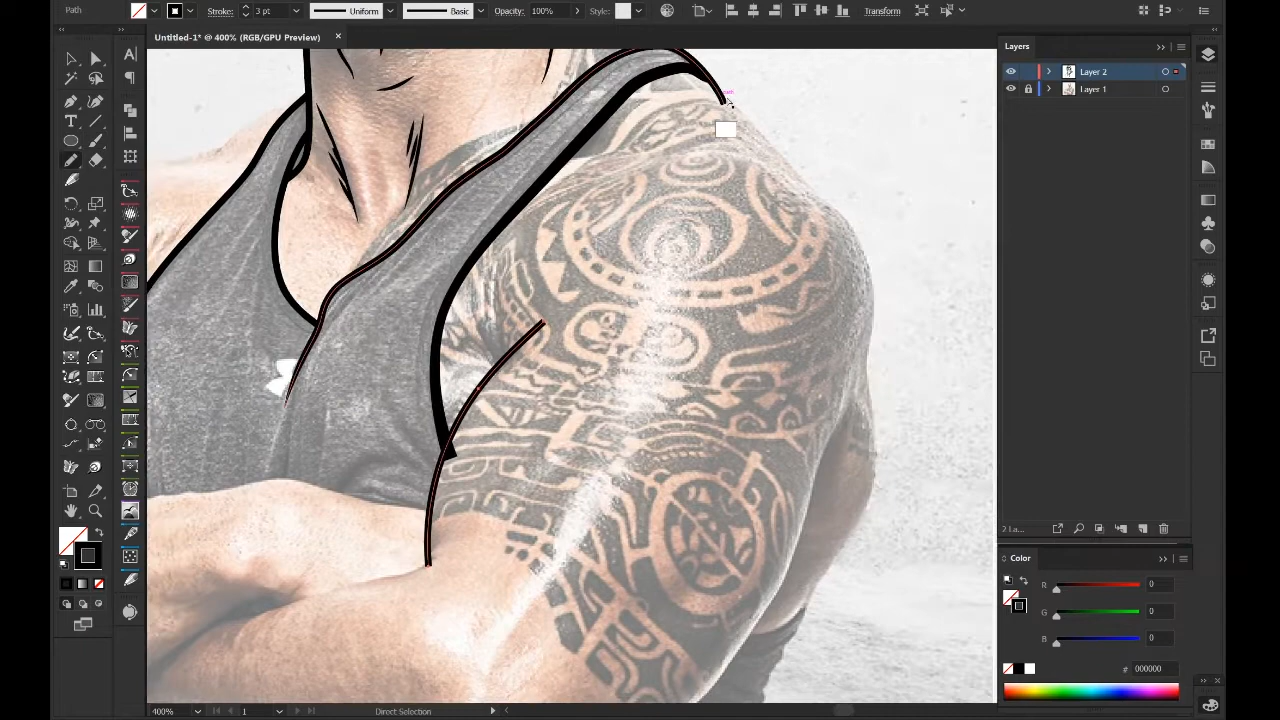 Path
Stroke: 3 pt Uniform Basic Opacity: 100% Style: Transform
Untitled-1* @ 400% (RGB/GPU Preview) ×
Layers
Layer 2
Layer 1
2 La...
Color
R 0
G 0
B 0
# 000000
400% 1 Direct Selection